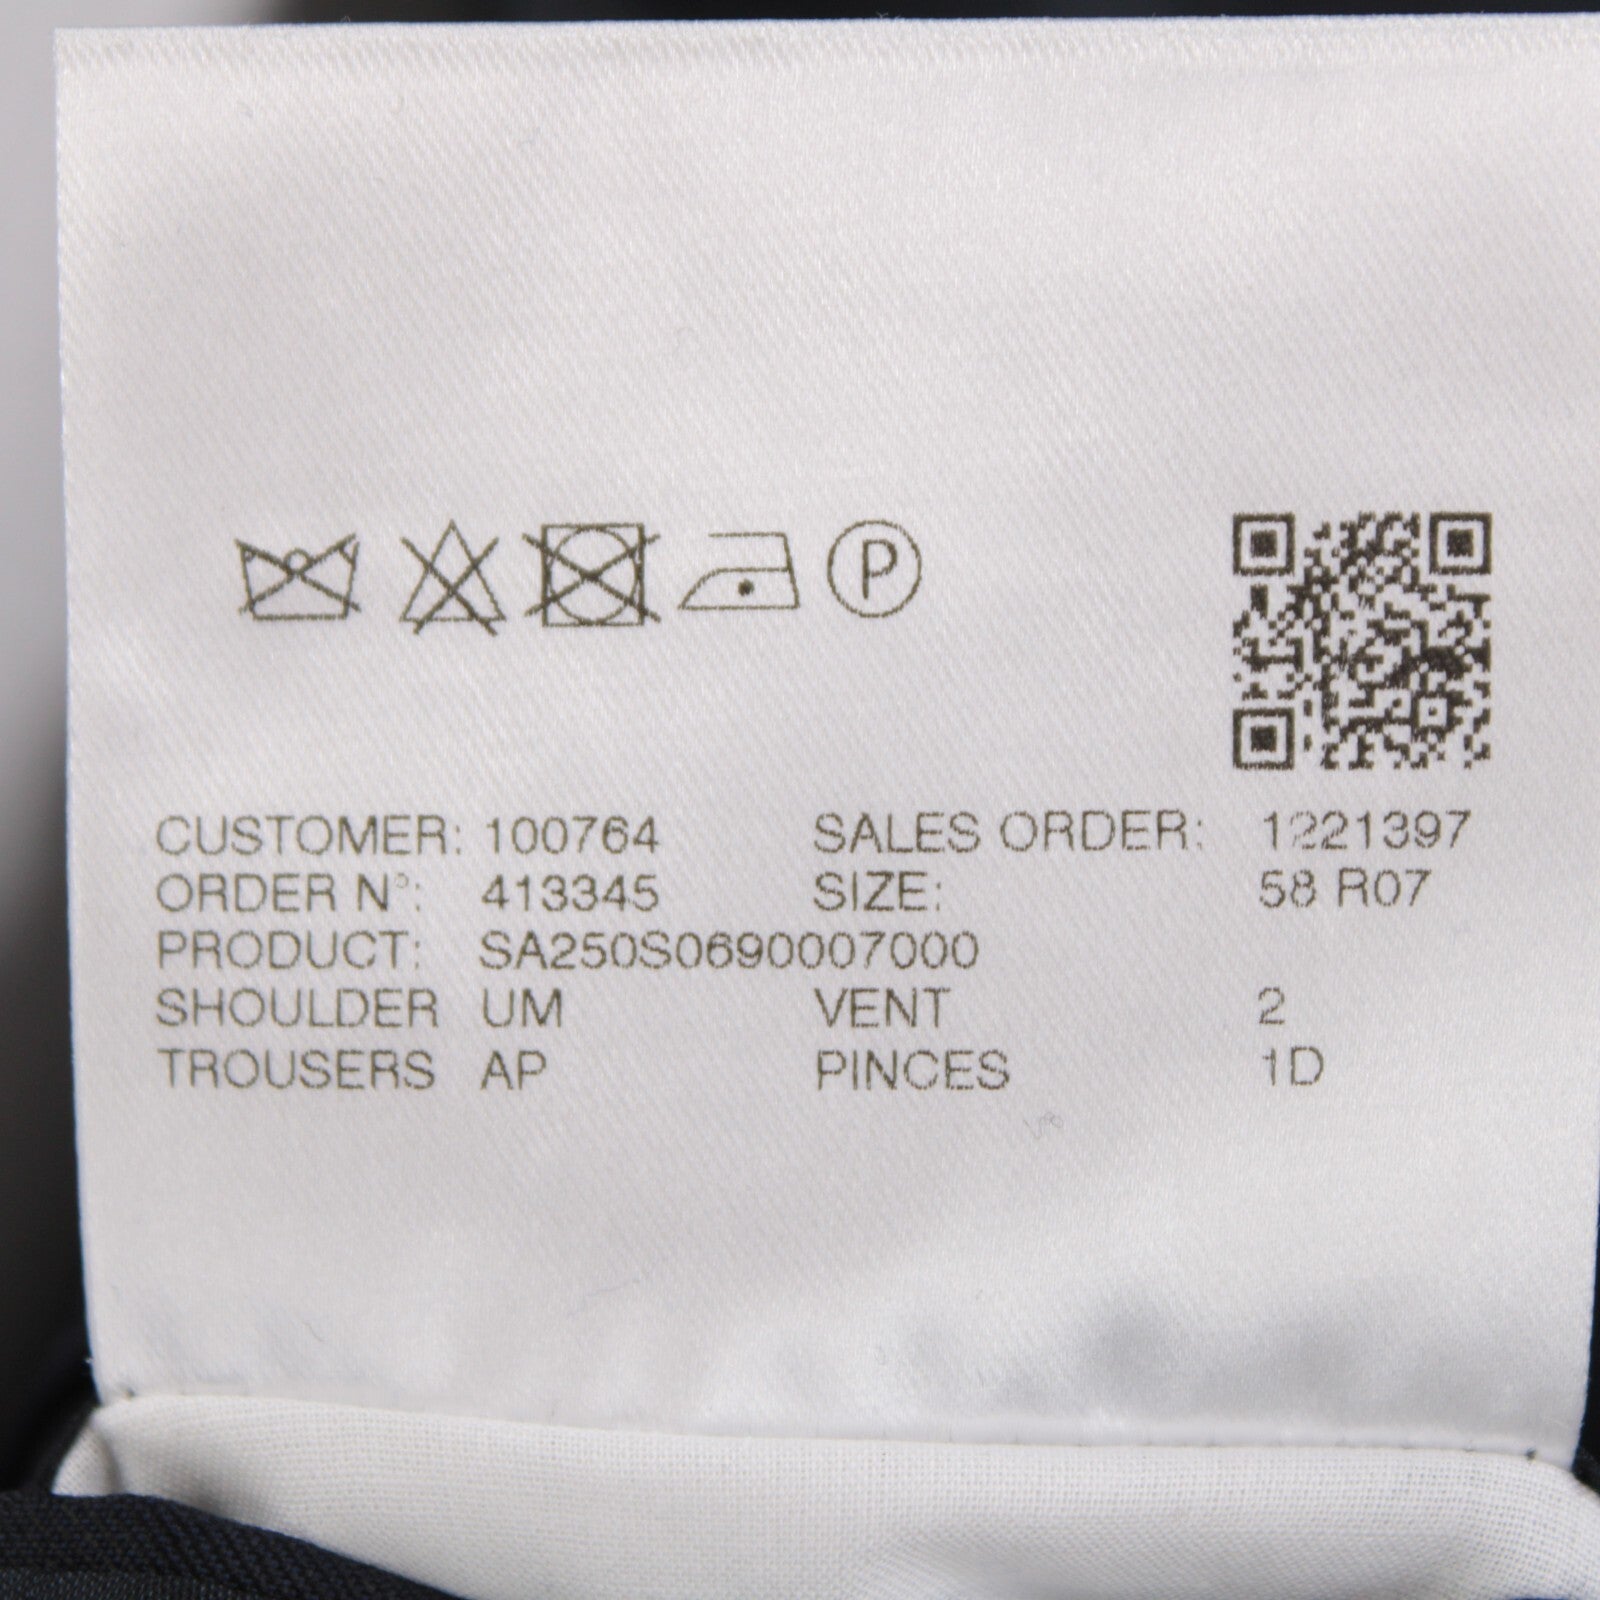 P
CUSTOMER: 100764 SALES ORDER: 1221397
ORDER N°: 413345 SIZE: 58 R07
PRODUCT: SA250S0690007000
SHOULDER UM VENT 2
TROUSERS AP PINCES 1D